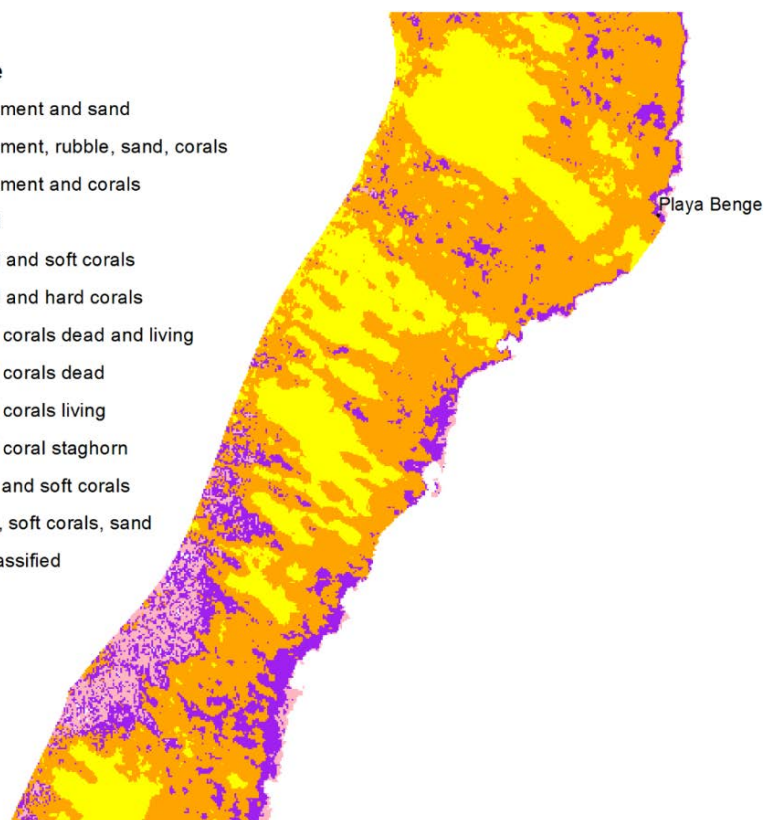 e
ment and sand
ment, rubble, sand, corals
ment and corals
and soft corals
and hard corals
corals dead and living
corals dead
corals living
coral staghorn
and soft corals
, soft corals, sand
assified
Playa Benge